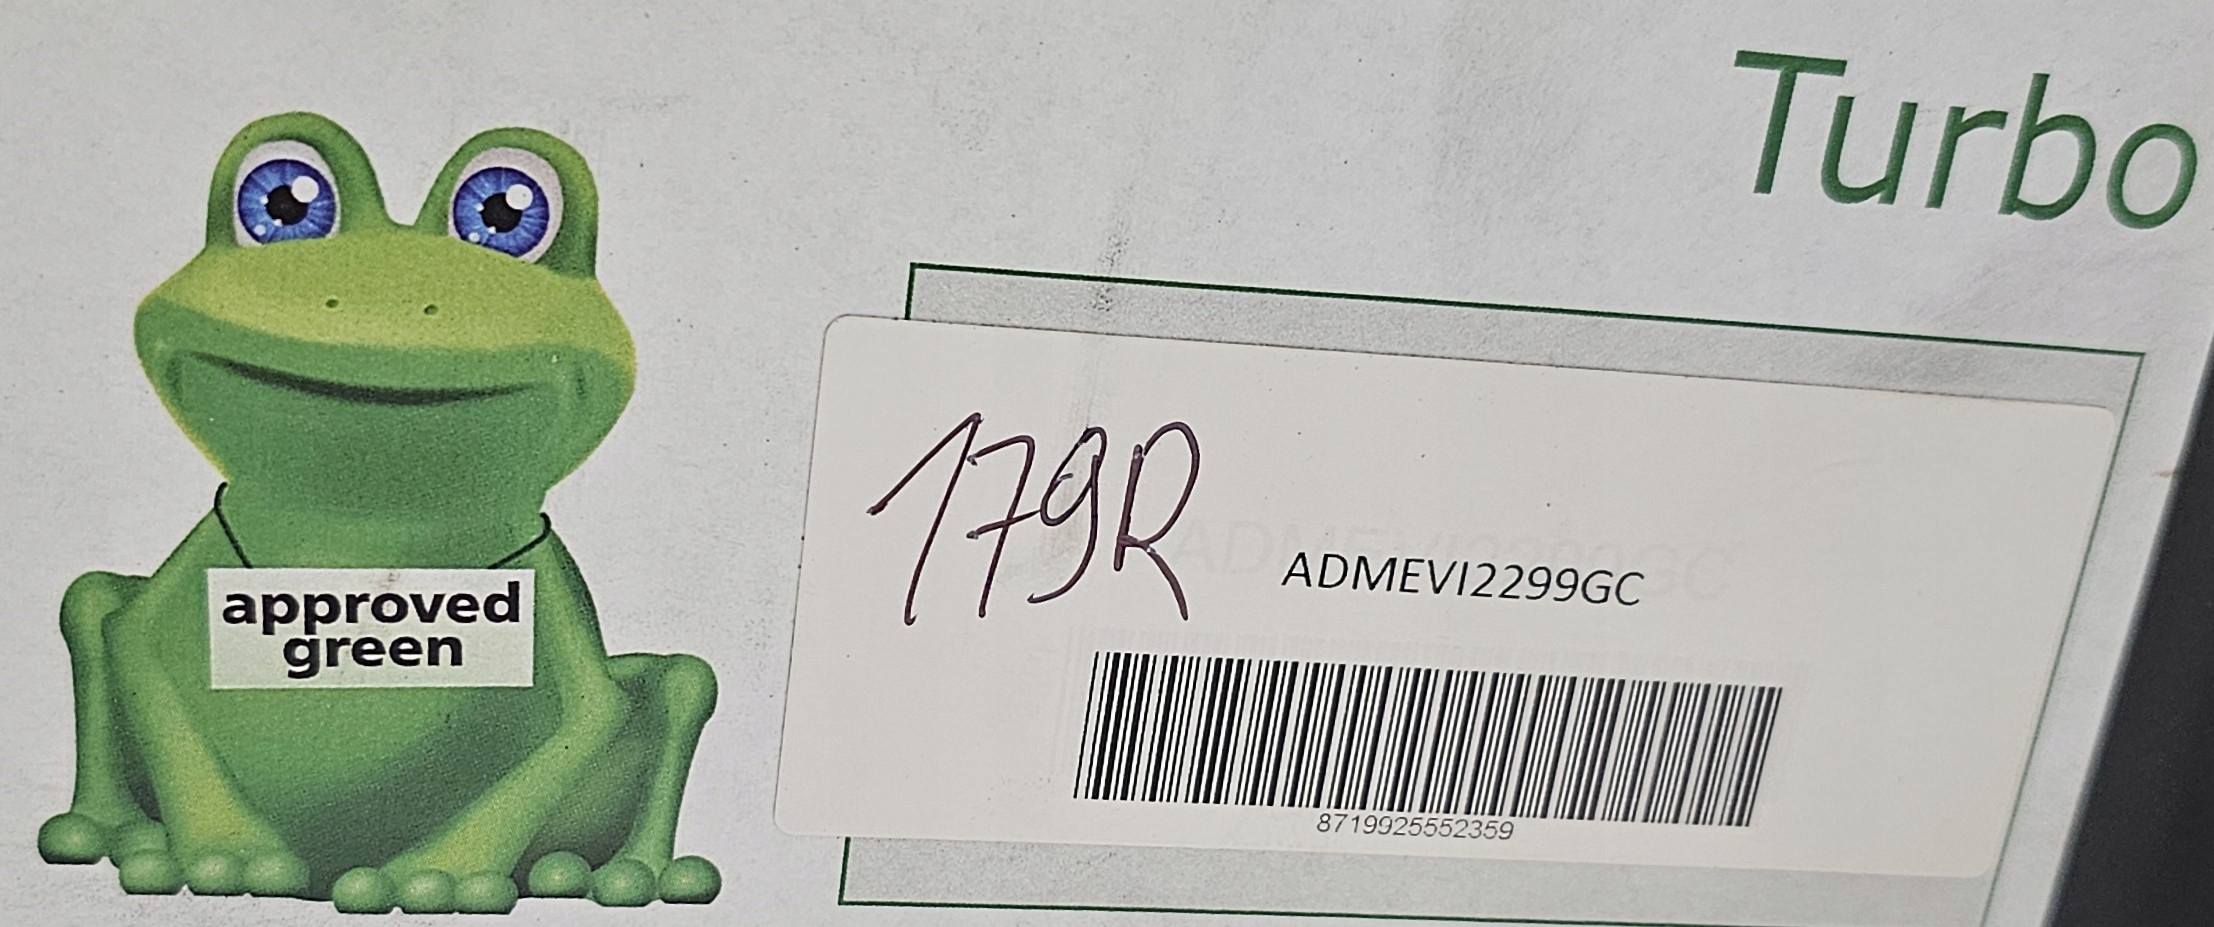 Turbo
approved
green
179R
ADMEVI2299GC
8719925552359